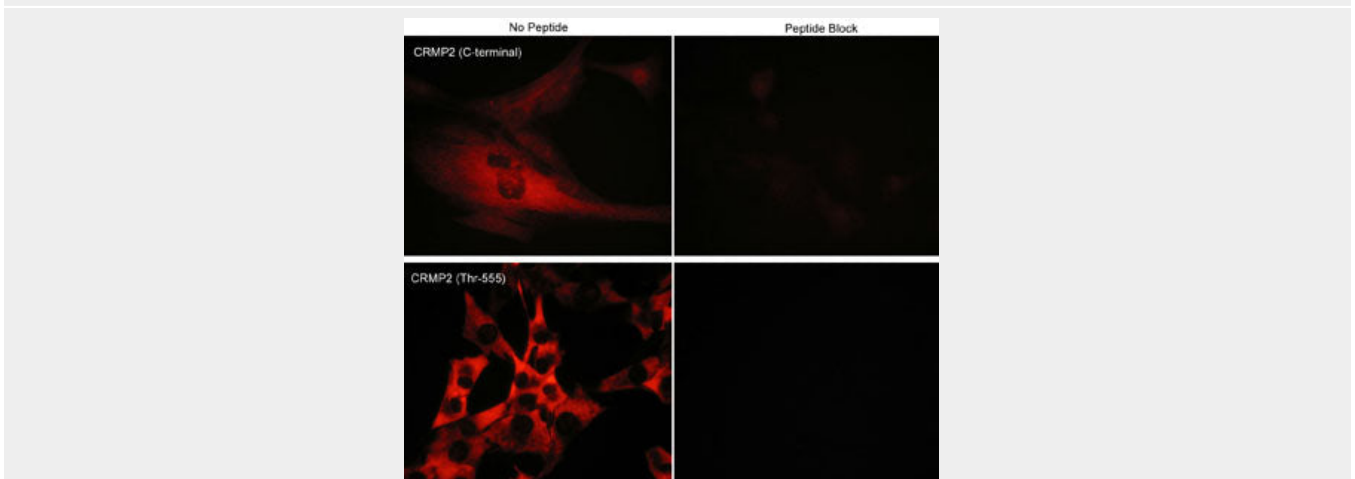 No Peptide
Peptide Block
CRMP2 (C-terminal)
CRMP2 (Thr-555)